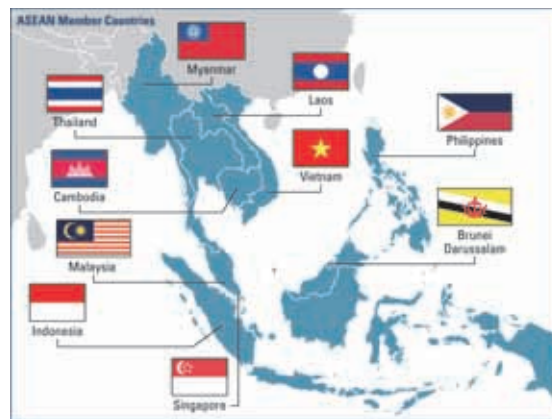 ASEAN Member Countries
Myanmar
Laos
Thailand
Philippines
Cambodia
Vietnam
Brunei
Darussalam
Malaysia
Indonesia
Singapore